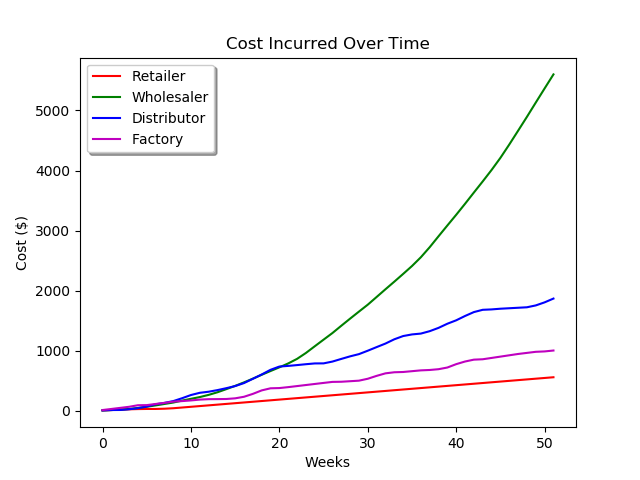 Cost Incurred Over Time
Retailer
Wholesaler
Distributor
Factory
Cost ($)
5000
4000
3000
2000
1000
0
0 10 20 30 40 50
Weeks